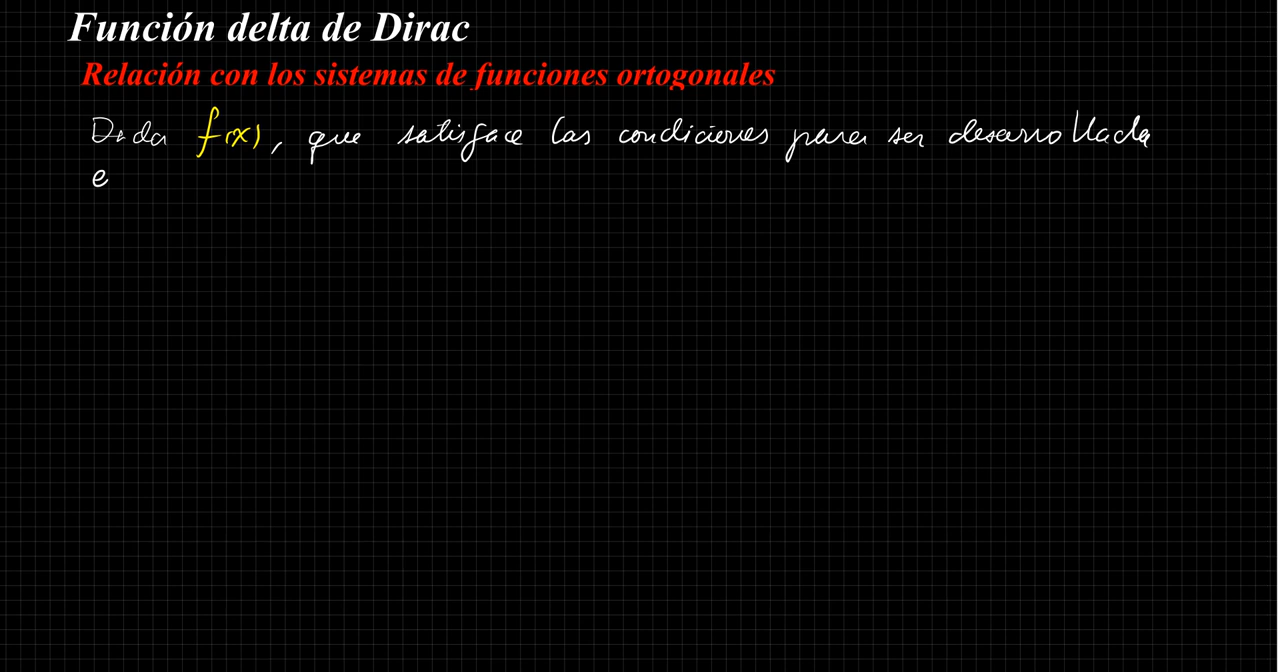 Función delta de Dirac
Relación con los sistemas de funciones ortogonales
Dada f(x), que satisface las condiciones para ser desarrollada
e